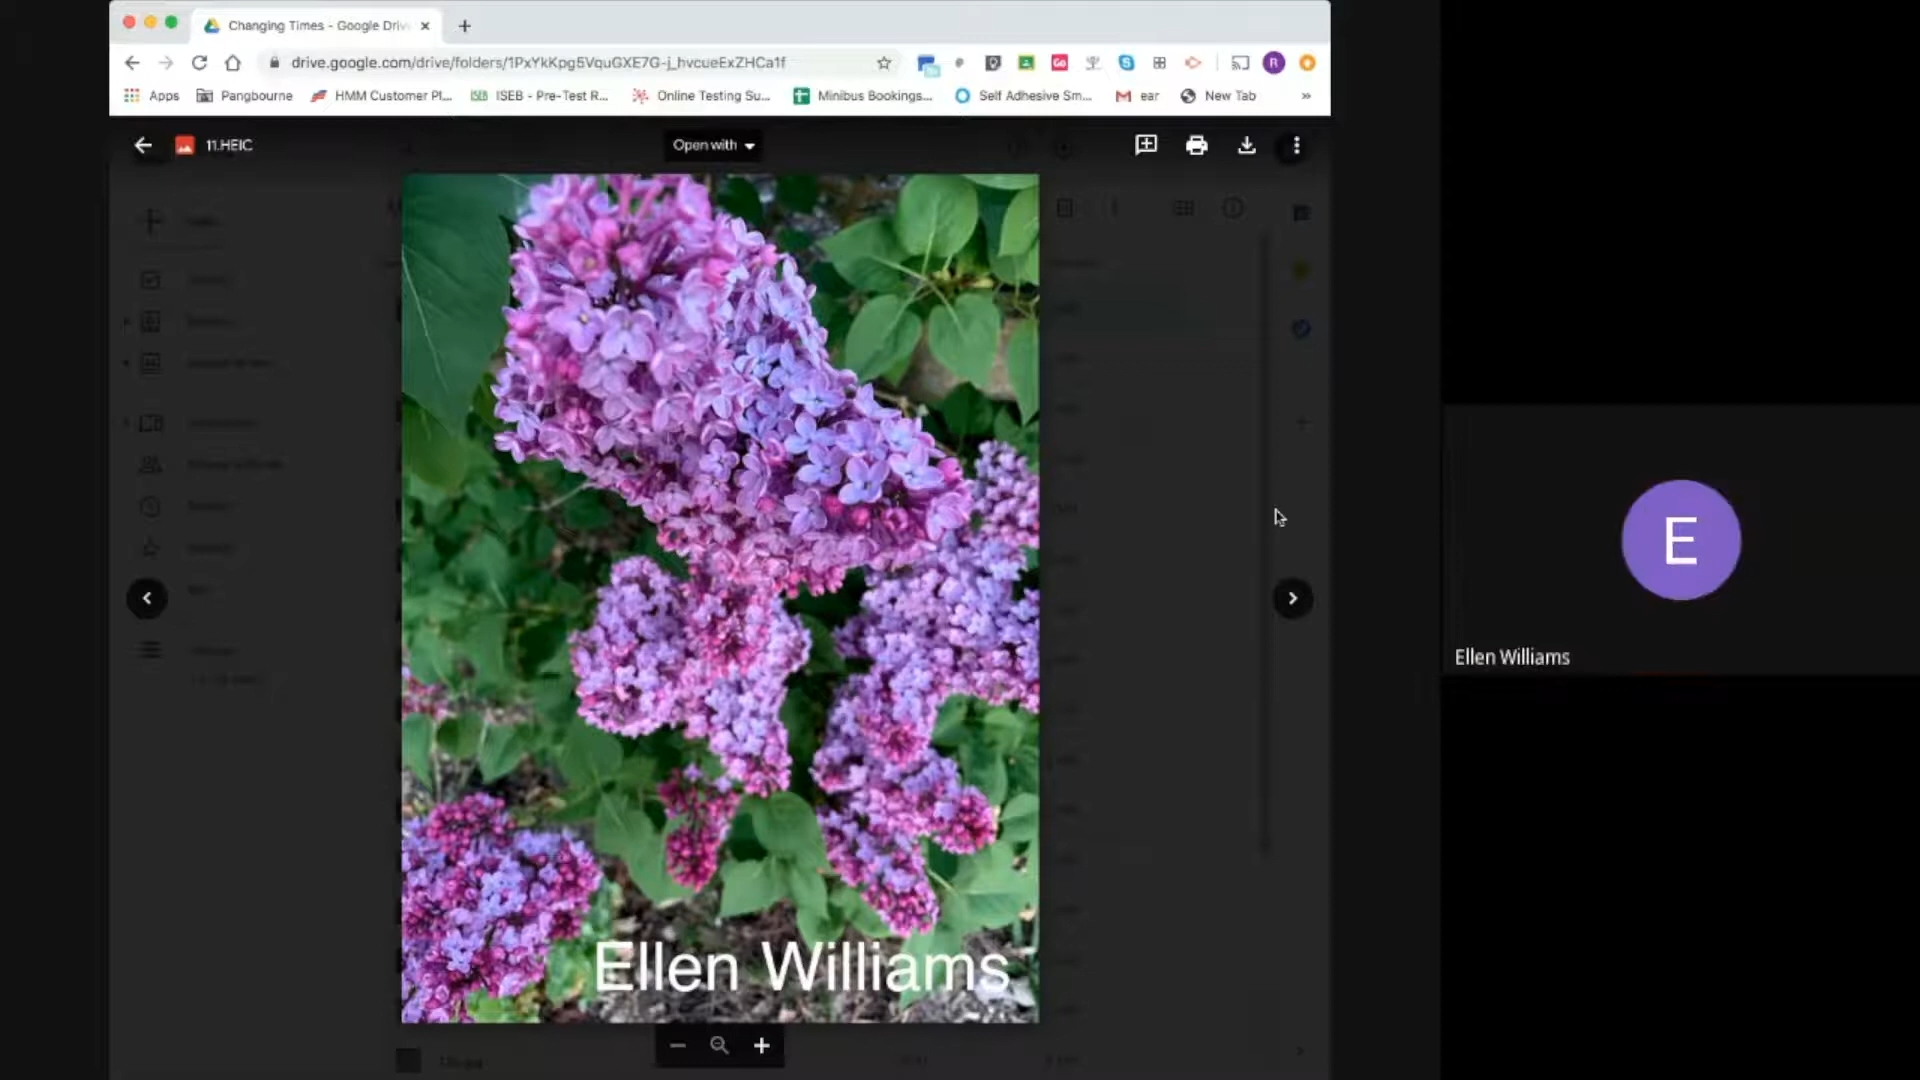 Changing Times - Google Driv
drive.google.com/drive/folders/1PxYkKpg5VquGXE7G-j_hvcueExZHCa1f
Apps Pangbourne HMM Customer Pl... ISEB - Pre-Test R... Online Testing Su... Minibus Bookings... Self Adhesive Sm... ear New Tab »
11.HEIC Open with
E
Ellen Williams
Ellen Williams